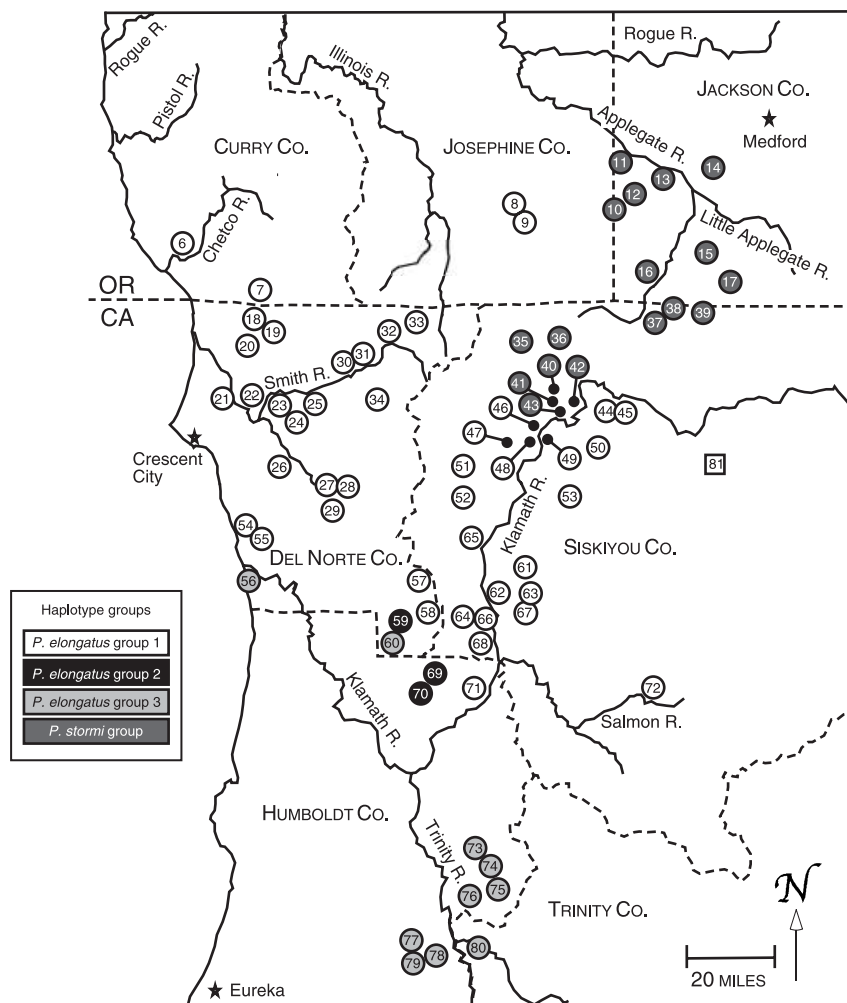 Rogue R.
Pistol R.
Illinois R.
Rogue R.
JACKSON CO.
Medford
Applegate R.
CURRY CO.
JOSEPHINE CO.
11
14
13
12
10
8
9
Chetco R.
6
Little Applegate R.
15
16
17
7
OR
CA
18
19
20
33
32
31
30
38
39
37
35
36
Smith R.
34
40
42
41
43
21
22
23
25
24
46
44
45
Crescent
City
47
48
49
50
81
26
51
27
28
29
52
53
Klamath R.
54
55
65
DEL NORTE CO.
SISKIYOU CO.
56
57
61
62
63
67
58
59
64
66
60
68
Haplotype groups
P. elongatus group 1
P. elongatus group 2
P. elongatus group 3
P. stormi group
69
70
71
72
Klamath R.
Salmon R.
HUMBOLDT CO.
Trinity R.
73
74
75
76
TRINITY CO.
N
77
78
79
80
20 MILES
Eureka